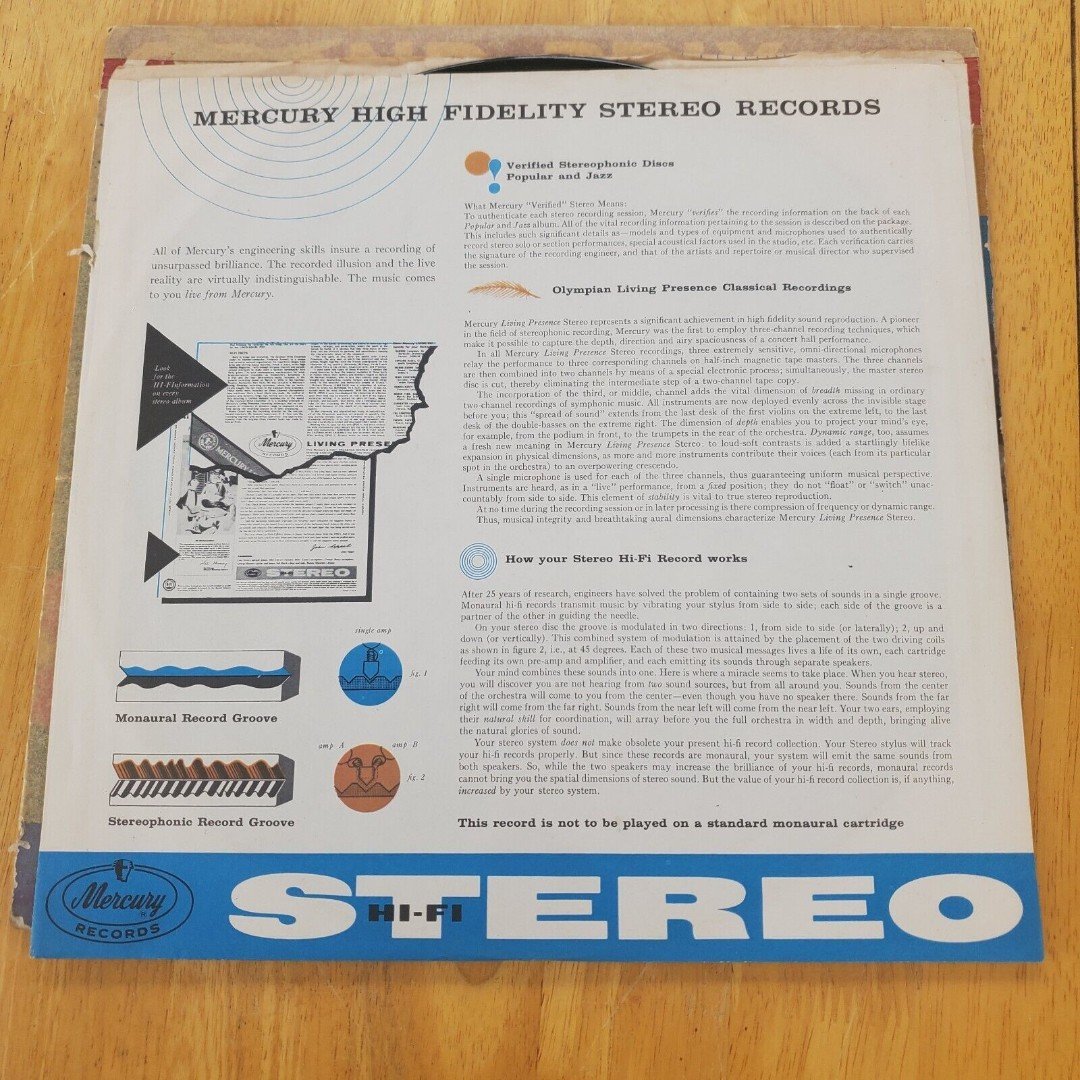 MERCURY HIGH FIDELITY STEREO RECORDS
All of Mercury's engineering skills insure a recording of
unsurpassed brilliance. The recorded illusion and the live
reality are virtually indistinguishable. The music comes
to you live from Mercury.
Look
for the
HI-FInformation
on every
stereo album
Mercury
RECORDS
LIVING PRESE
MERCURY
STEREO
single amp
fig. 1
Monaural Record Groove
amp A
amp B
fig. 2
Stereophonic Record Groove
Verified Stereophonic Discs
Popular and Jazz
What Mercury "Verified" Stereo Means:
To authenticate each stereo recording session, Mercury "verifies" the recording information on the back of each
Popular and Jazz album. All of the vital recording information pertaining to the session is described on the package.
This includes such significant details as—models and types of equipment and microphones used to authentically
record stereo solo or section performances, special acoustical factors used in the studio, etc. Each verification carries
the signature of the recording engineer, and that of the artists and repertoire or musical director who supervised
the session.
Olympian Living Presence Classical Recordings
Mercury Living Presence Stereo represents a significant achievement in high fidelity sound reproduction. A pioneer
in the field of stereophonic recording, Mercury was the first to employ three-channel recording techniques, which
make it possible to capture the depth, direction and airy spaciousness of a concert hall performance.
In all Mercury Living Presence Stereo recordings, three extremely sensitive, omni-directional microphones
relay the performance to three corresponding channels on half-inch magnetic tape masters. The three channels
are then combined into two channels by means of a special electronic process; simultaneously, the master stereo
disc is cut, thereby eliminating the intermediate step of a two-channel tape copy.
The incorporation of the third, or middle, channel adds the vital dimension of breadth missing in ordinary
two-channel recordings of symphonic music. All instruments are now deployed evenly across the invisible stage
before you; this "spread of sound" extends from the last desk of the first violins on the extreme left, to the last
desk of the double-basses on the extreme right. The dimension of depth enables you to project your mind's eye,
for example, from the podium in front, to the trumpets in the rear of the orchestra. Dynamic range, too, assumes
a fresh new meaning in Mercury Living Presence Stereo; to loud-soft contrasts is added a startlingly lifelike
expansion in physical dimensions, as more and more instruments contribute their voices (each from its particular
spot in the orchestra) to an overpowering crescendo.
A single microphone is used for each of the three channels, thus guaranteeing uniform musical perspective.
Instruments are heard, as in a "live" performance, from a fixed position; they do not "float" or "switch" unac-
countably from side to side. This element of stability is vital to true stereo reproduction.
At no time during the recording session or in later processing is there compression of frequency or dynamic range.
Thus, musical integrity and breathtaking aural dimensions characterize Mercury Living Presence Stereo.
How your Stereo Hi-Fi Record works
After 25 years of research, engineers have solved the problem of containing two sets of sounds in a single groove.
Monaural hi-fi records transmit music by vibrating your stylus from side to side; each side of the groove is a
partner of the other in guiding the needle.
On your stereo disc the groove is modulated in two directions: 1, from side to side (or laterally); 2, up and
down (or vertically). This combined system of modulation is attained by the placement of the two driving coils
as shown in figure 2, i.e., at 45 degrees. Each of these two musical messages lives a life of its own, each cartridge
feeding its own pre-amp and amplifier, and each emitting its sounds through separate speakers.
Your mind combines these sounds into one. Here is where a miracle seems to take place. When you hear stereo,
you will discover you are not hearing from two sound sources, but from all around you. Sounds from the center
of the orchestra will come to you from the center—even though you have no speaker there. Sounds from the far
right will come from the far right. Sounds from the near left will come from the near left. Your two ears, employing
their natural skill for coordination, will array before you the full orchestra in width and depth, bringing alive
the natural glories of sound.
Your stereo system does not make obsolete your present hi-fi record collection. Your Stereo stylus will track
your hi-fi records properly. But since these records are monaural, your system will emit the same sounds from
both speakers. So, while the two speakers may increase the brilliance of your hi-fi records, monaural records
cannot bring you the spatial dimensions of stereo sound. But the value of your hi-fi record collection is, if anything,
increased by your stereo system.
This record is not to be played on a standard monaural cartridge
Mercury
RECORDS
STEREO
HI-FI